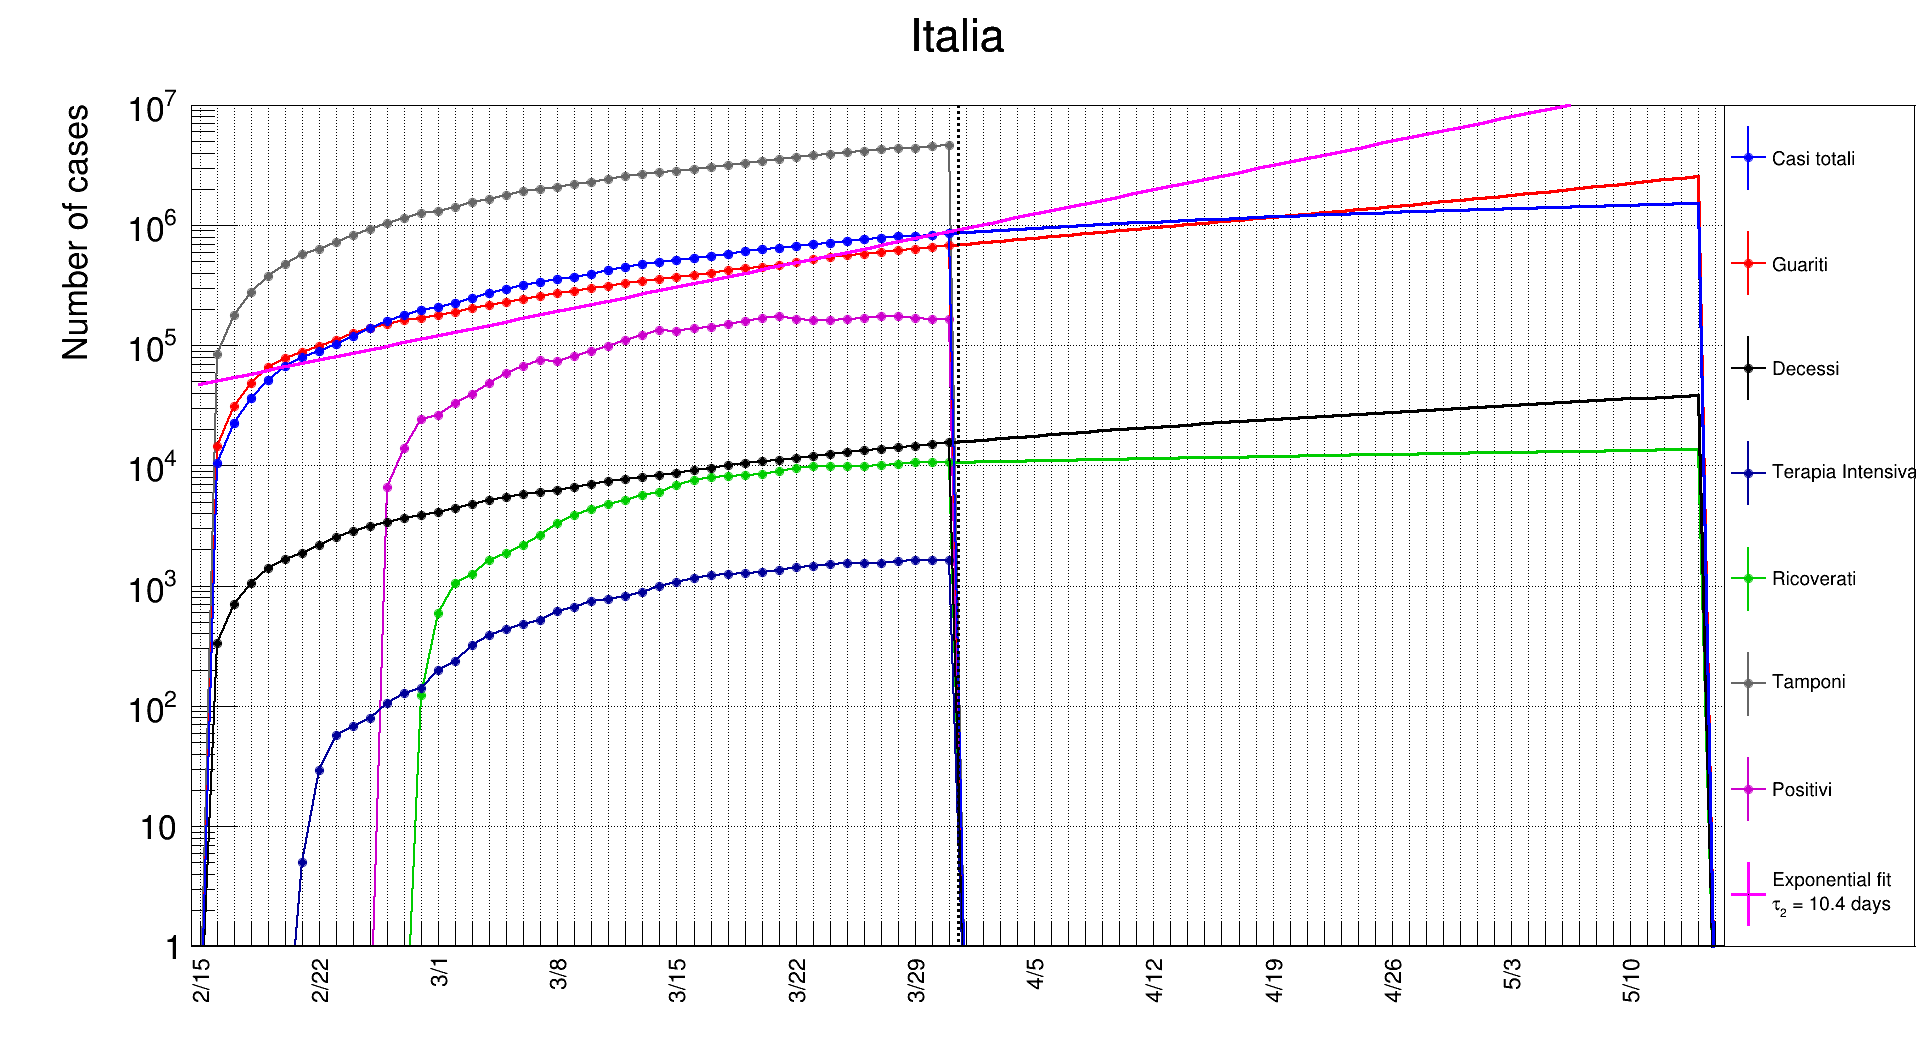 Italia
Number of cases
10^7
10^6
10^5
10^4
10^3
10^2
10
1
2/15
2/22
3/1
3/8
3/15
3/22
3/29
4/5
4/12
4/19
4/26
5/3
5/10
Casi totali
Guariti
Decessi
Terapia Intensiva
Ricoverati
Tamponi
Positivi
Exponential fit
τ_2 = 10.4 days